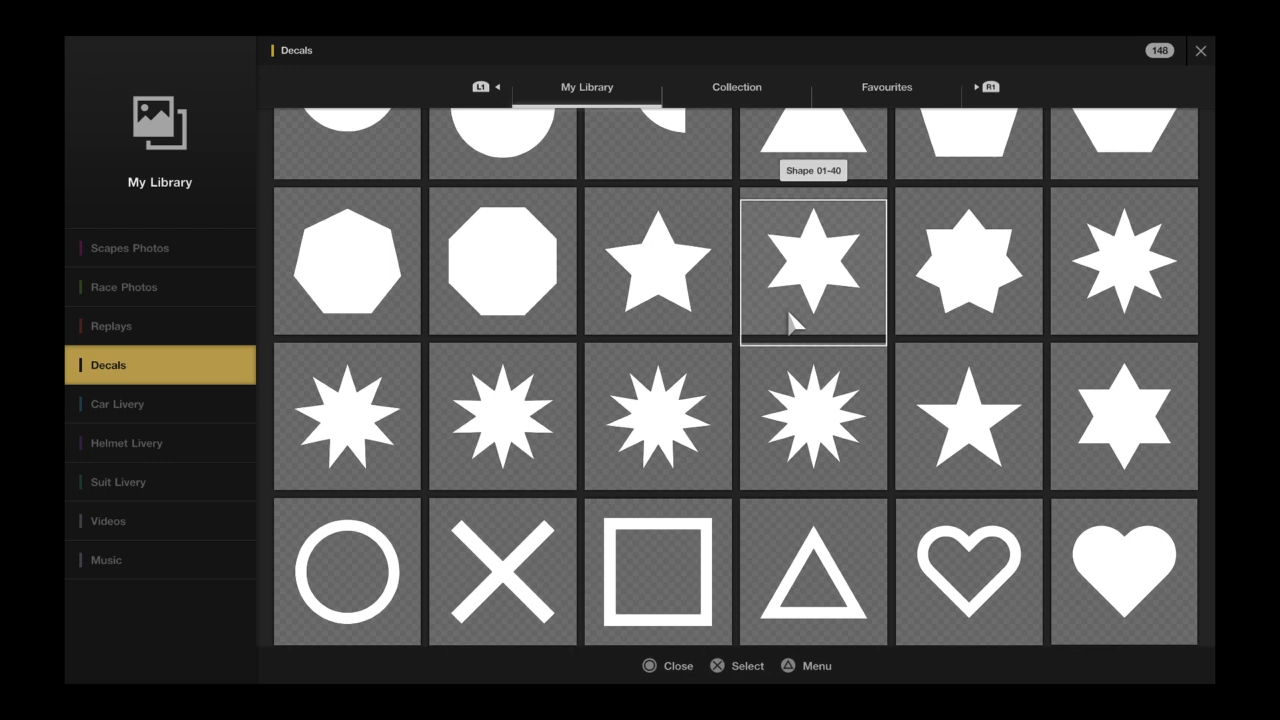 Decals
148
L1
My Library
Collection
Favourites
R1
My Library
Shape 01-40
Scapes Photos
Race Photos
Replays
Decals
Car Livery
Helmet Livery
Suit Livery
Videos
Music
Close
Select
Menu